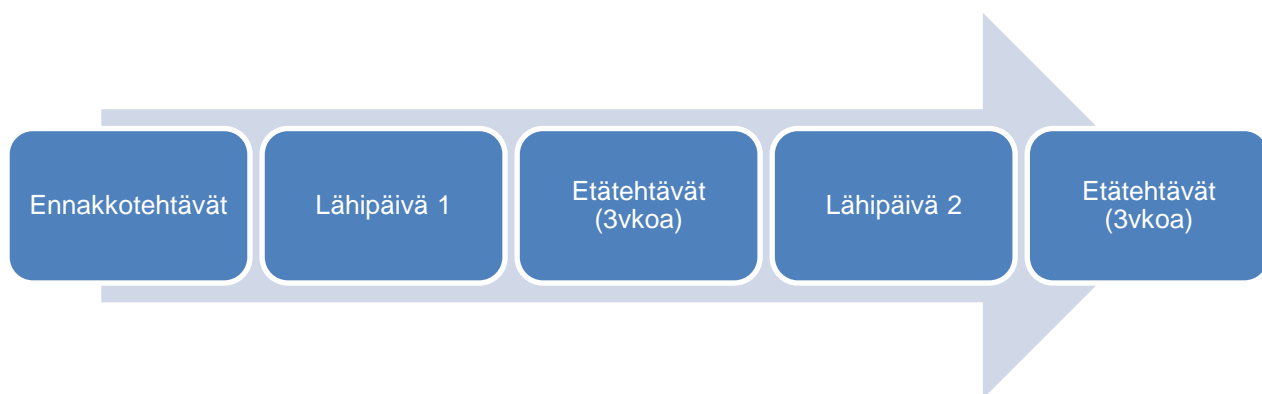 Ennakkotehtävät
Lähipäivä 1
Etätehtävät
(3vkoa)
Lähipäivä 2
Etätehtävät
(3vkoa)